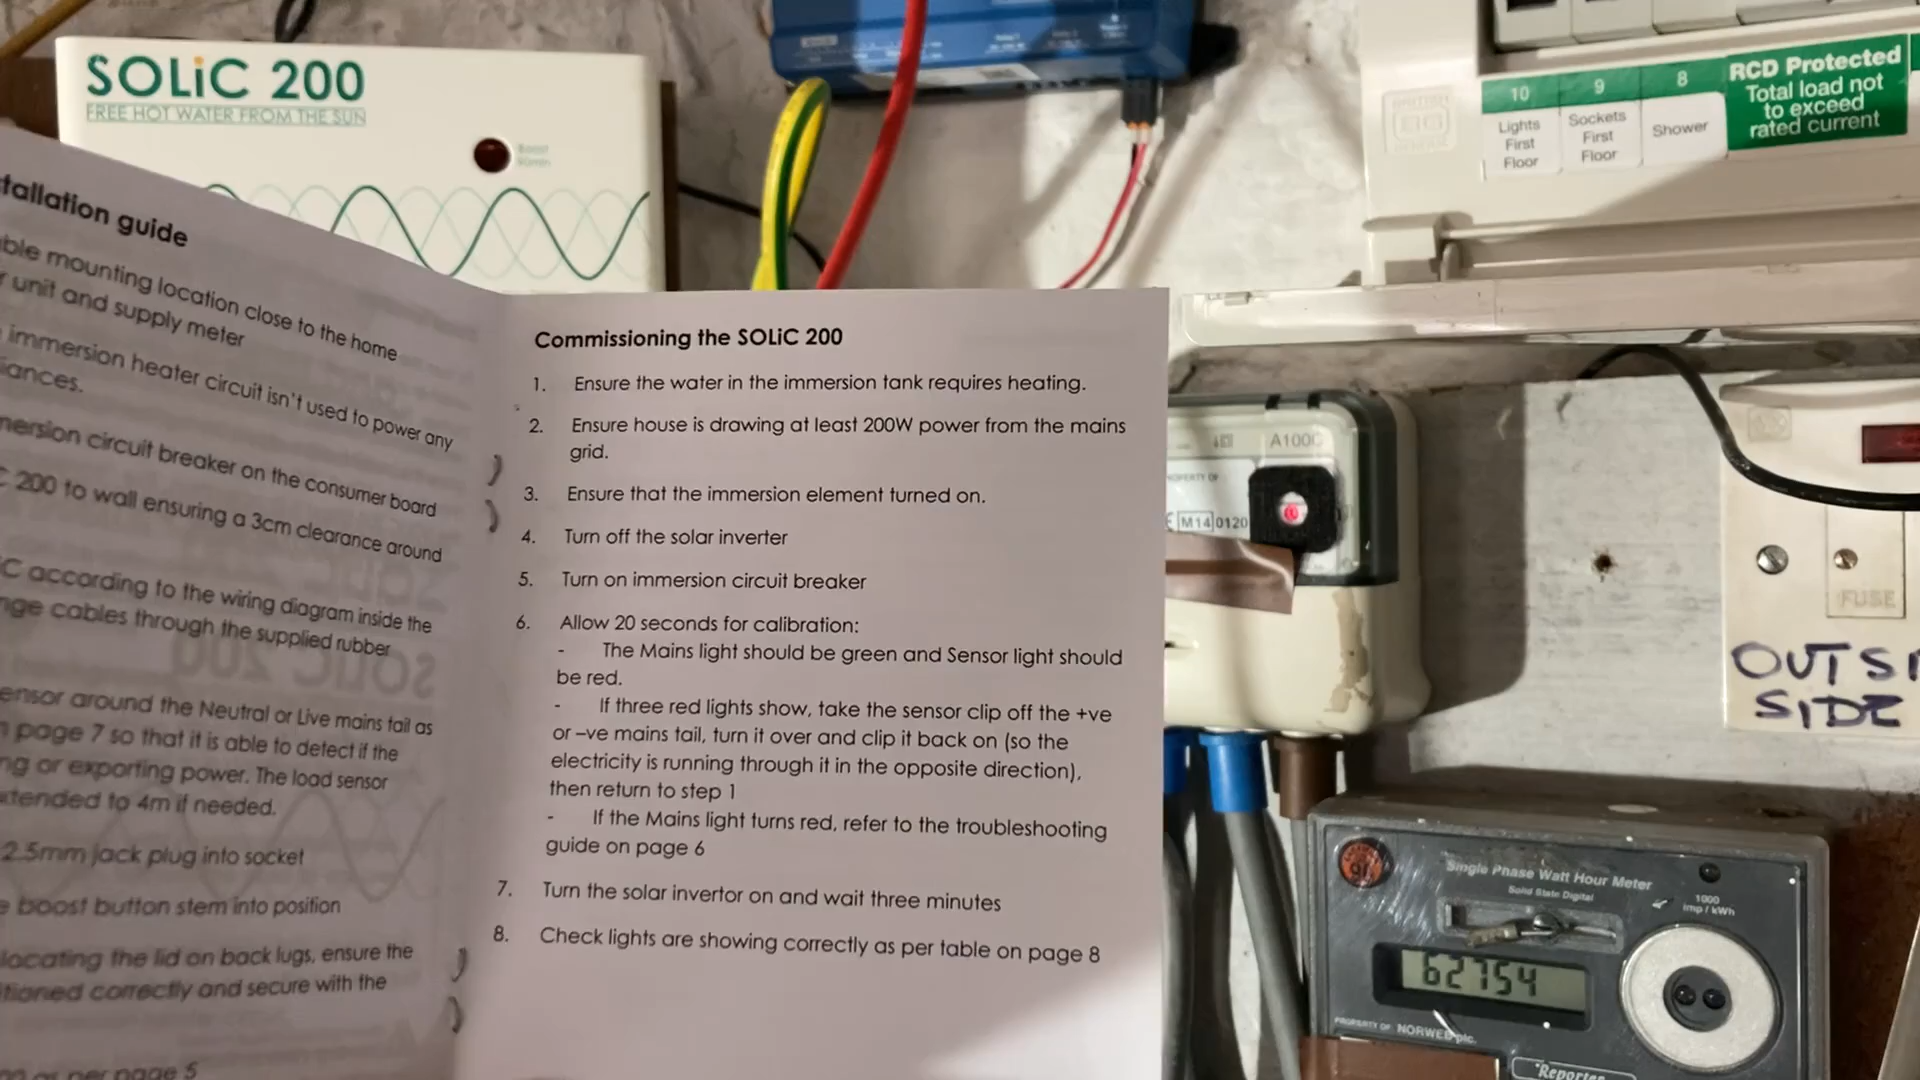 SOLiC 200
FREE HOT WATER FROM THE SUN
Boost
10
9
8
Lights
First
Floor
Sockets
First
Floor
Shower
RCD Protected
Total load not
to exceed
rated current
tallation guide
ble mounting location close to the home
r unit and supply meter
immersion heater circuit isn't used to power any
iances.
mersion circuit breaker on the consumer board
C 200 to wall ensuring a 3cm clearance around
iC according to the wiring diagram inside the
nge cables through the supplied rubber
ensor around the Neutral or Live mains tail as
n page 7 so that it is able to detect if the
ng or exporting power. The load sensor
xtended to 4m if needed.
2.5mm jack plug into socket
e boost button stem into position
locating the lid on back lugs, ensure the
itioned correctly and secure with the
as per page 5
Commissioning the SOLiC 200
1. Ensure the water in the immersion tank requires heating.
2. Ensure house is drawing at least 200W power from the mains
grid.
3. Ensure that the immersion element turned on.
4. Turn off the solar inverter
5. Turn on immersion circuit breaker
6. Allow 20 seconds for calibration:
- The Mains light should be green and Sensor light should
be red.
- If three red lights show, take the sensor clip off the +ve
or –ve mains tail, turn it over and clip it back on (so the
electricity is running through it in the opposite direction),
then return to step 1
- If the Mains light turns red, refer to the troubleshooting
guide on page 6
7. Turn the solar invertor on and wait three minutes
8. Check lights are showing correctly as per table on page 8
A100C
PROPERTY OF
M14 0120
FUSE
OUTSI
SIDE
Single Phase Watt Hour Meter
Solid State Digital
1000
imp / kWh
62754
PROPERTY OF NORWEB plc.
"Reporter